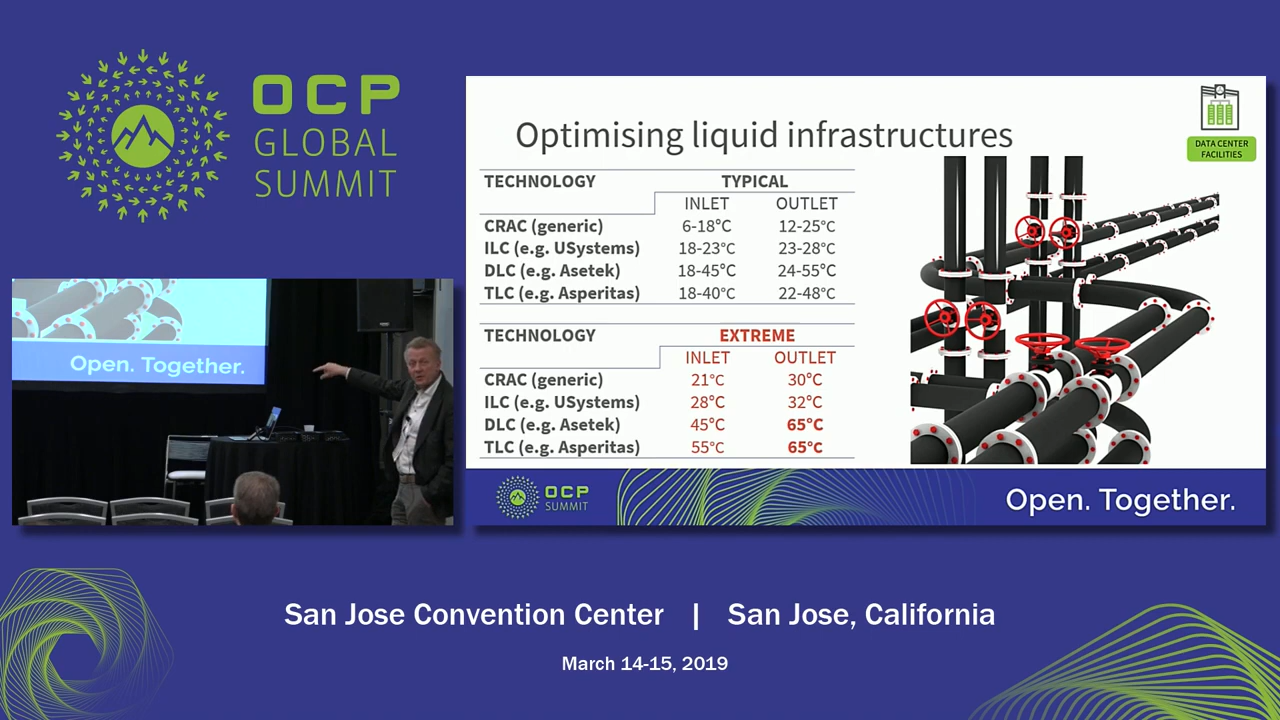 OCP
GLOBAL
SUMMIT
Optimising liquid infrastructures
DATA CENTER
FACILITIES
TECHNOLOGY TYPICAL
INLET OUTLET
CRAC (generic) 6-18°C 12-25°C
ILC (e.g. USystems) 18-23°C 23-28°C
DLC (e.g. Asetek) 18-45°C 24-55°C
TLC (e.g. Asperitas) 18-40°C 22-48°C
TECHNOLOGY EXTREME
INLET OUTLET
CRAC (generic) 21°C 30°C
ILC (e.g. USystems) 28°C 32°C
DLC (e.g. Asetek) 45°C 65°C
TLC (e.g. Asperitas) 55°C 65°C
OCP
SUMMIT
Open. Together.
Open. Together.
San Jose Convention Center | San Jose, California
March 14-15, 2019